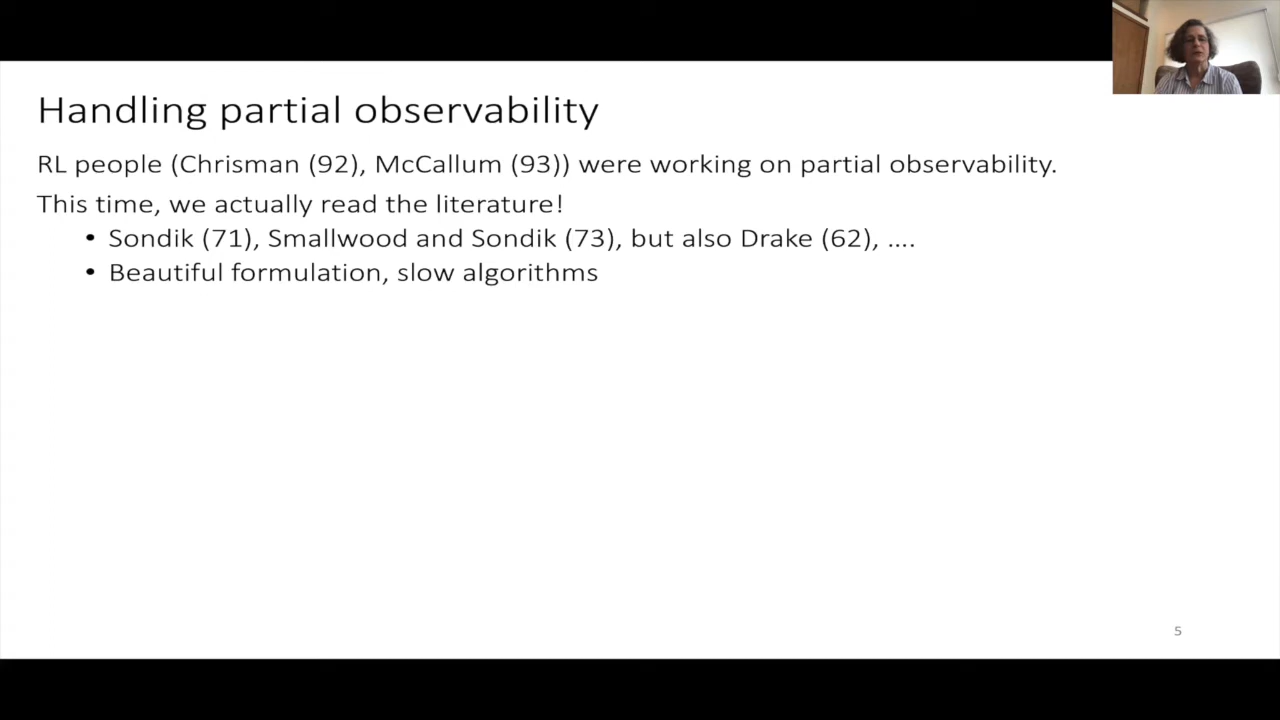 Handling partial observability
RL people (Chrisman (92), McCallum (93)) were working on partial observability.
This time, we actually read the literature!
• Sondik (71), Smallwood and Sondik (73), but also Drake (62), ....
• Beautiful formulation, slow algorithms
5